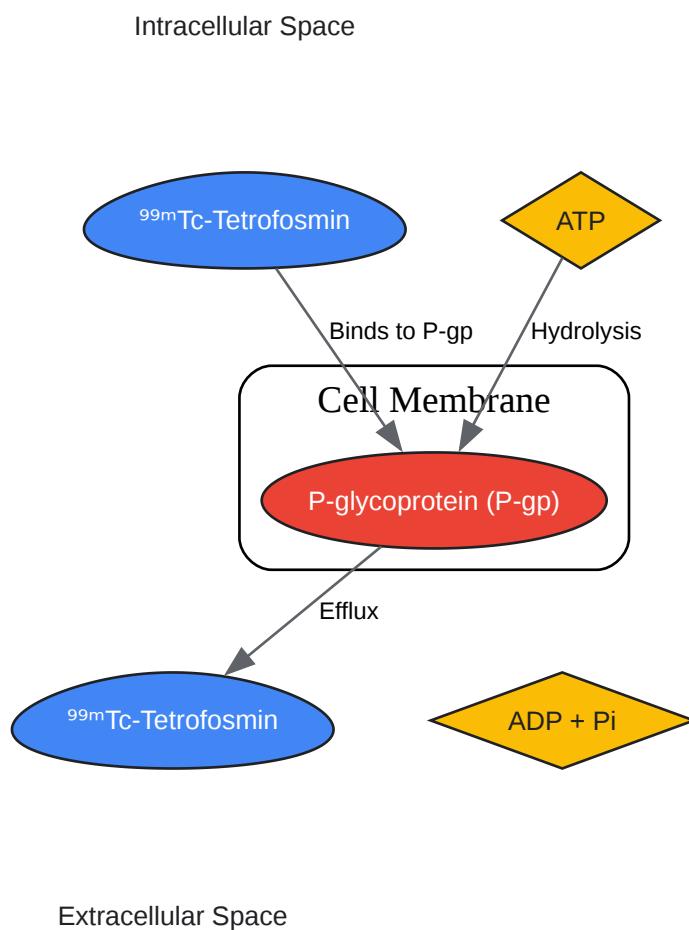 Intracellular Space
⁹⁹ᵐTc-Tetrofosmin
ATP
Binds to P-gp
Hydrolysis
Cell Membrane
P-glycoprotein (P-gp)
Efflux
⁹⁹ᵐTc-Tetrofosmin
ADP + Pi
Extracellular Space